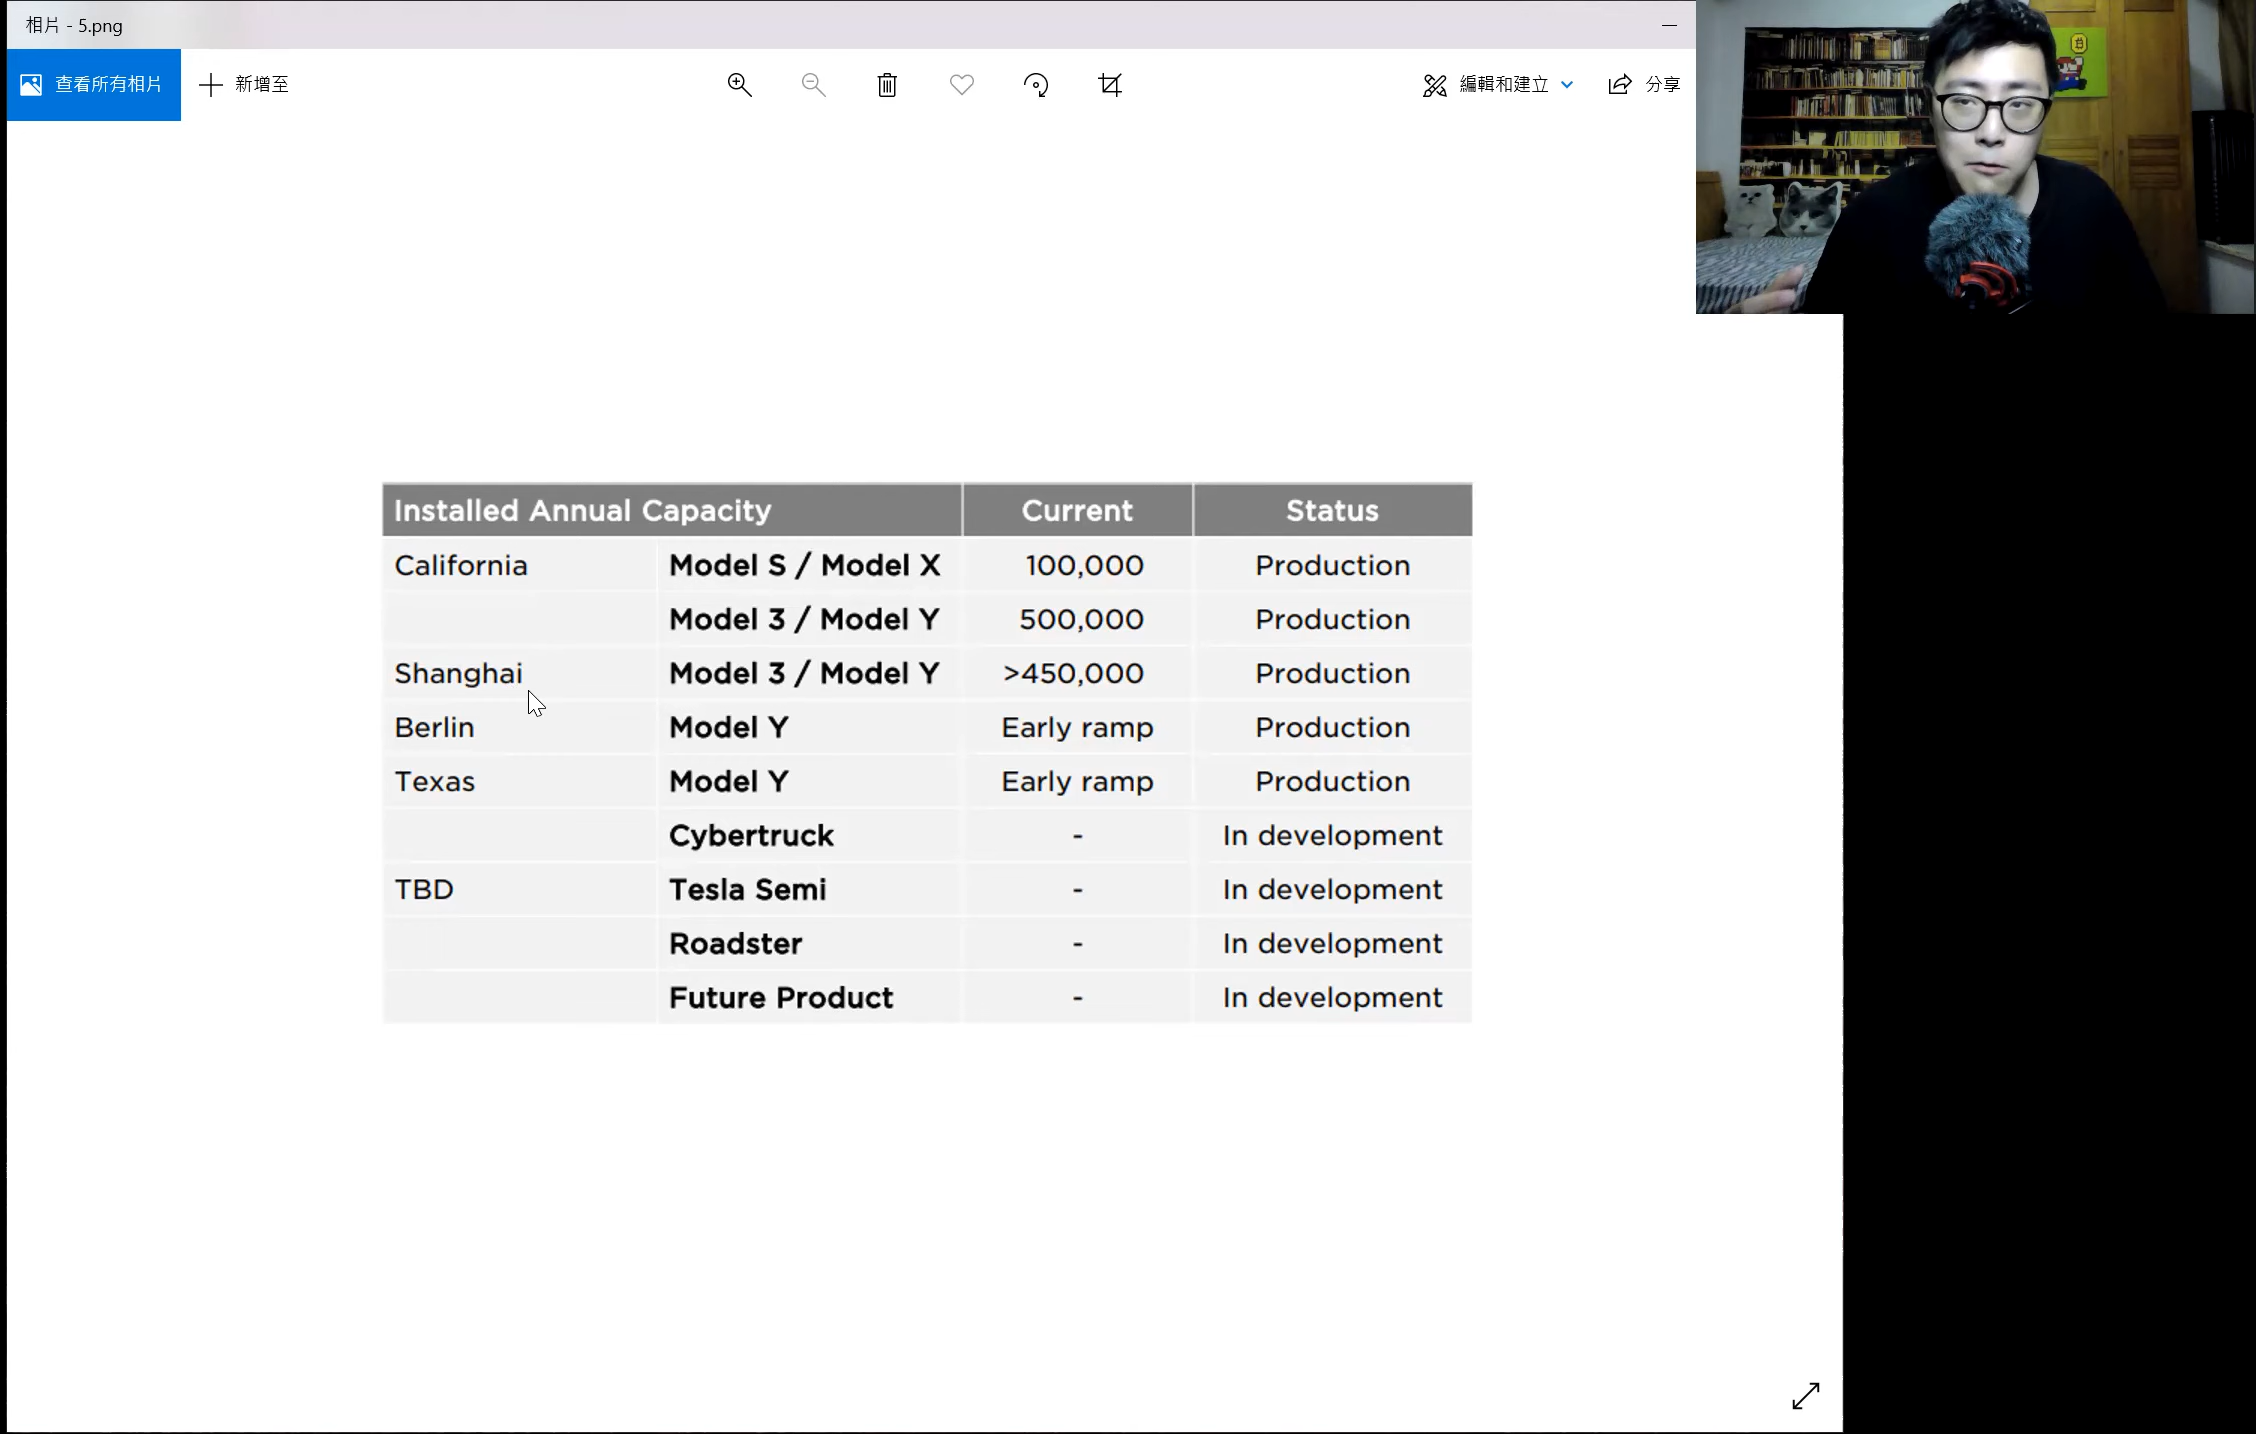 相片 - 5.png
查看所有相片 新增至 編輯和建立 分享
Installed Annual Capacity Current Status
California Model S / Model X 100,000 Production
Model 3 / Model Y 500,000 Production
Shanghai Model 3 / Model Y >450,000 Production
Berlin Model Y Early ramp Production
Texas Model Y Early ramp Production
Cybertruck - In development
TBD Tesla Semi - In development
Roadster - In development
Future Product - In development